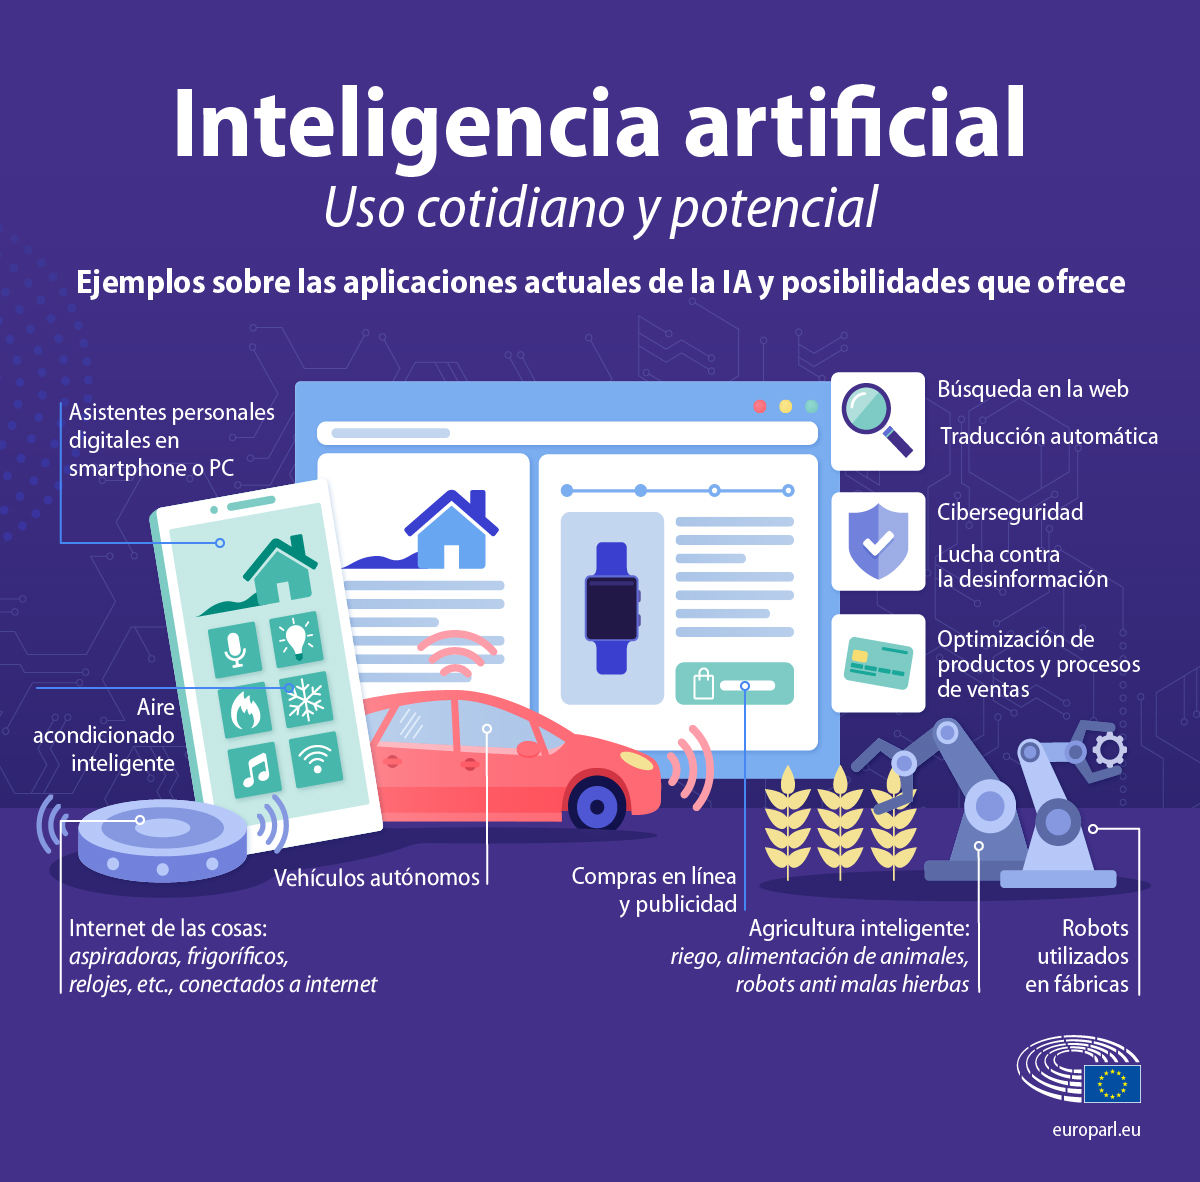 Inteligencia artificial
Uso cotidiano y potencial
Ejemplos sobre las aplicaciones actuales de la IA y posibilidades que ofrece
Asistentes personales
digitales en
smartphone o PC
Búsqueda en la web
Traducción automática
Ciberseguridad
Lucha contra
la desinformación
Optimización de
productos y procesos
de ventas
Aire
acondicionado
inteligente
Vehículos autónomos
Compras en línea
y publicidad
Internet de las cosas:
aspiradoras, frigoríficos,
relojes, etc., conectados a internet
Agricultura inteligente:
riego, alimentación de animales,
robots anti malas hierbas
Robots
utilizados
en fábricas
europarl.eu